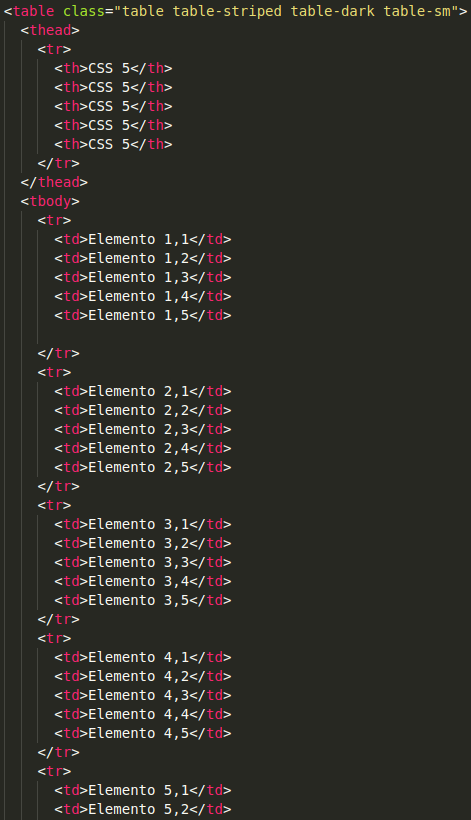 <table class="table table-striped table-dark table-sm">
<thead>
<tr>
<th>CSS 5</th>
<th>CSS 5</th>
<th>CSS 5</th>
<th>CSS 5</th>
<th>CSS 5</th>
</tr>
</thead>
<tbody>
<tr>
<td>Elemento 1,1</td>
<td>Elemento 1,2</td>
<td>Elemento 1,3</td>
<td>Elemento 1,4</td>
<td>Elemento 1,5</td>
</tr>
<tr>
<td>Elemento 2,1</td>
<td>Elemento 2,2</td>
<td>Elemento 2,3</td>
<td>Elemento 2,4</td>
<td>Elemento 2,5</td>
</tr>
<tr>
<td>Elemento 3,1</td>
<td>Elemento 3,2</td>
<td>Elemento 3,3</td>
<td>Elemento 3,4</td>
<td>Elemento 3,5</td>
</tr>
<tr>
<td>Elemento 4,1</td>
<td>Elemento 4,2</td>
<td>Elemento 4,3</td>
<td>Elemento 4,4</td>
<td>Elemento 4,5</td>
</tr>
<tr>
<td>Elemento 5,1</td>
<td>Elemento 5,2</td>